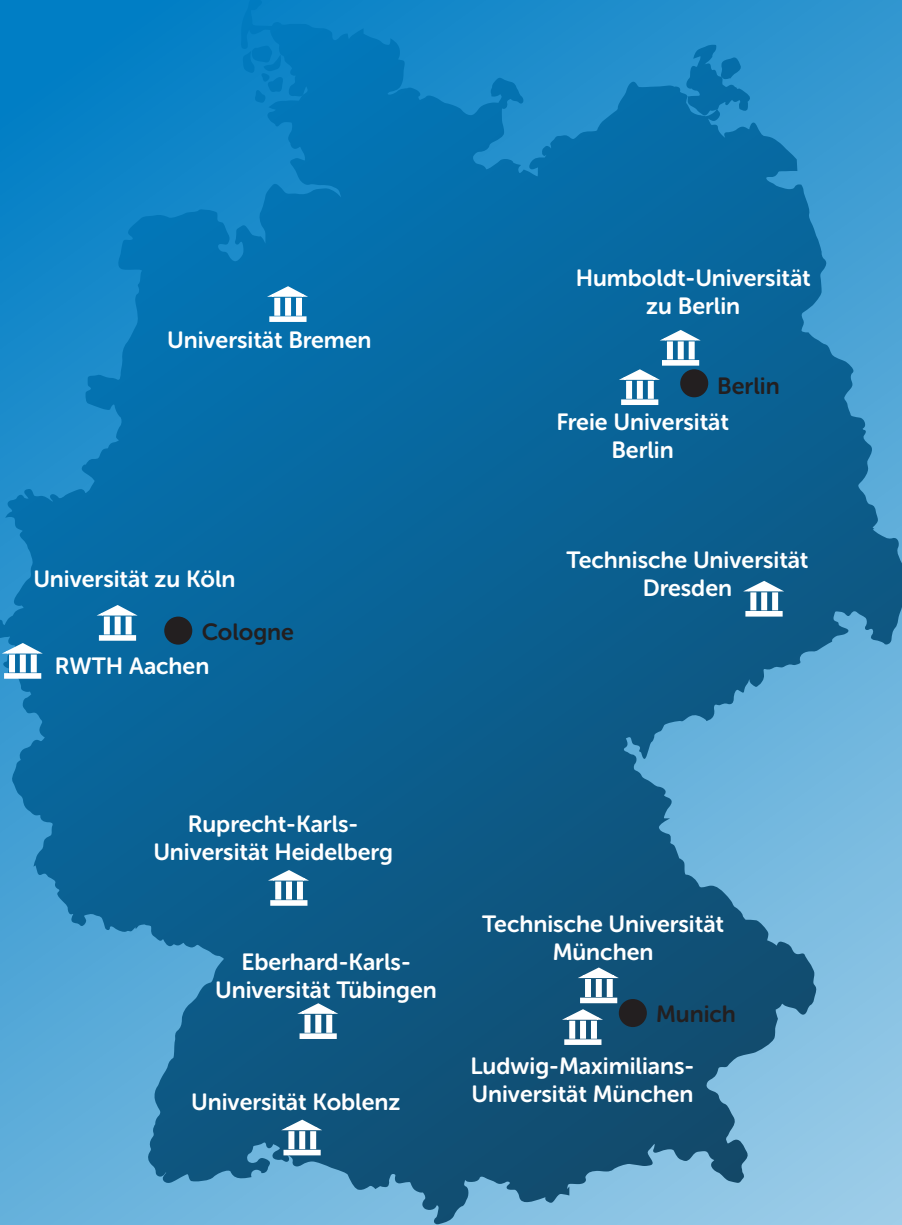 Humboldt-Universität
zu Berlin
Universität Bremen
Berlin
Freie Universität
Berlin
Technische Universität
Dresden
Universität zu Köln
Cologne
RWTH Aachen
Ruprecht-Karls-
Universität Heidelberg
Technische Universität
München
Eberhard-Karls-
Universität Tübingen
Munich
Ludwig-Maximilians-
Universität München
Universität Koblenz